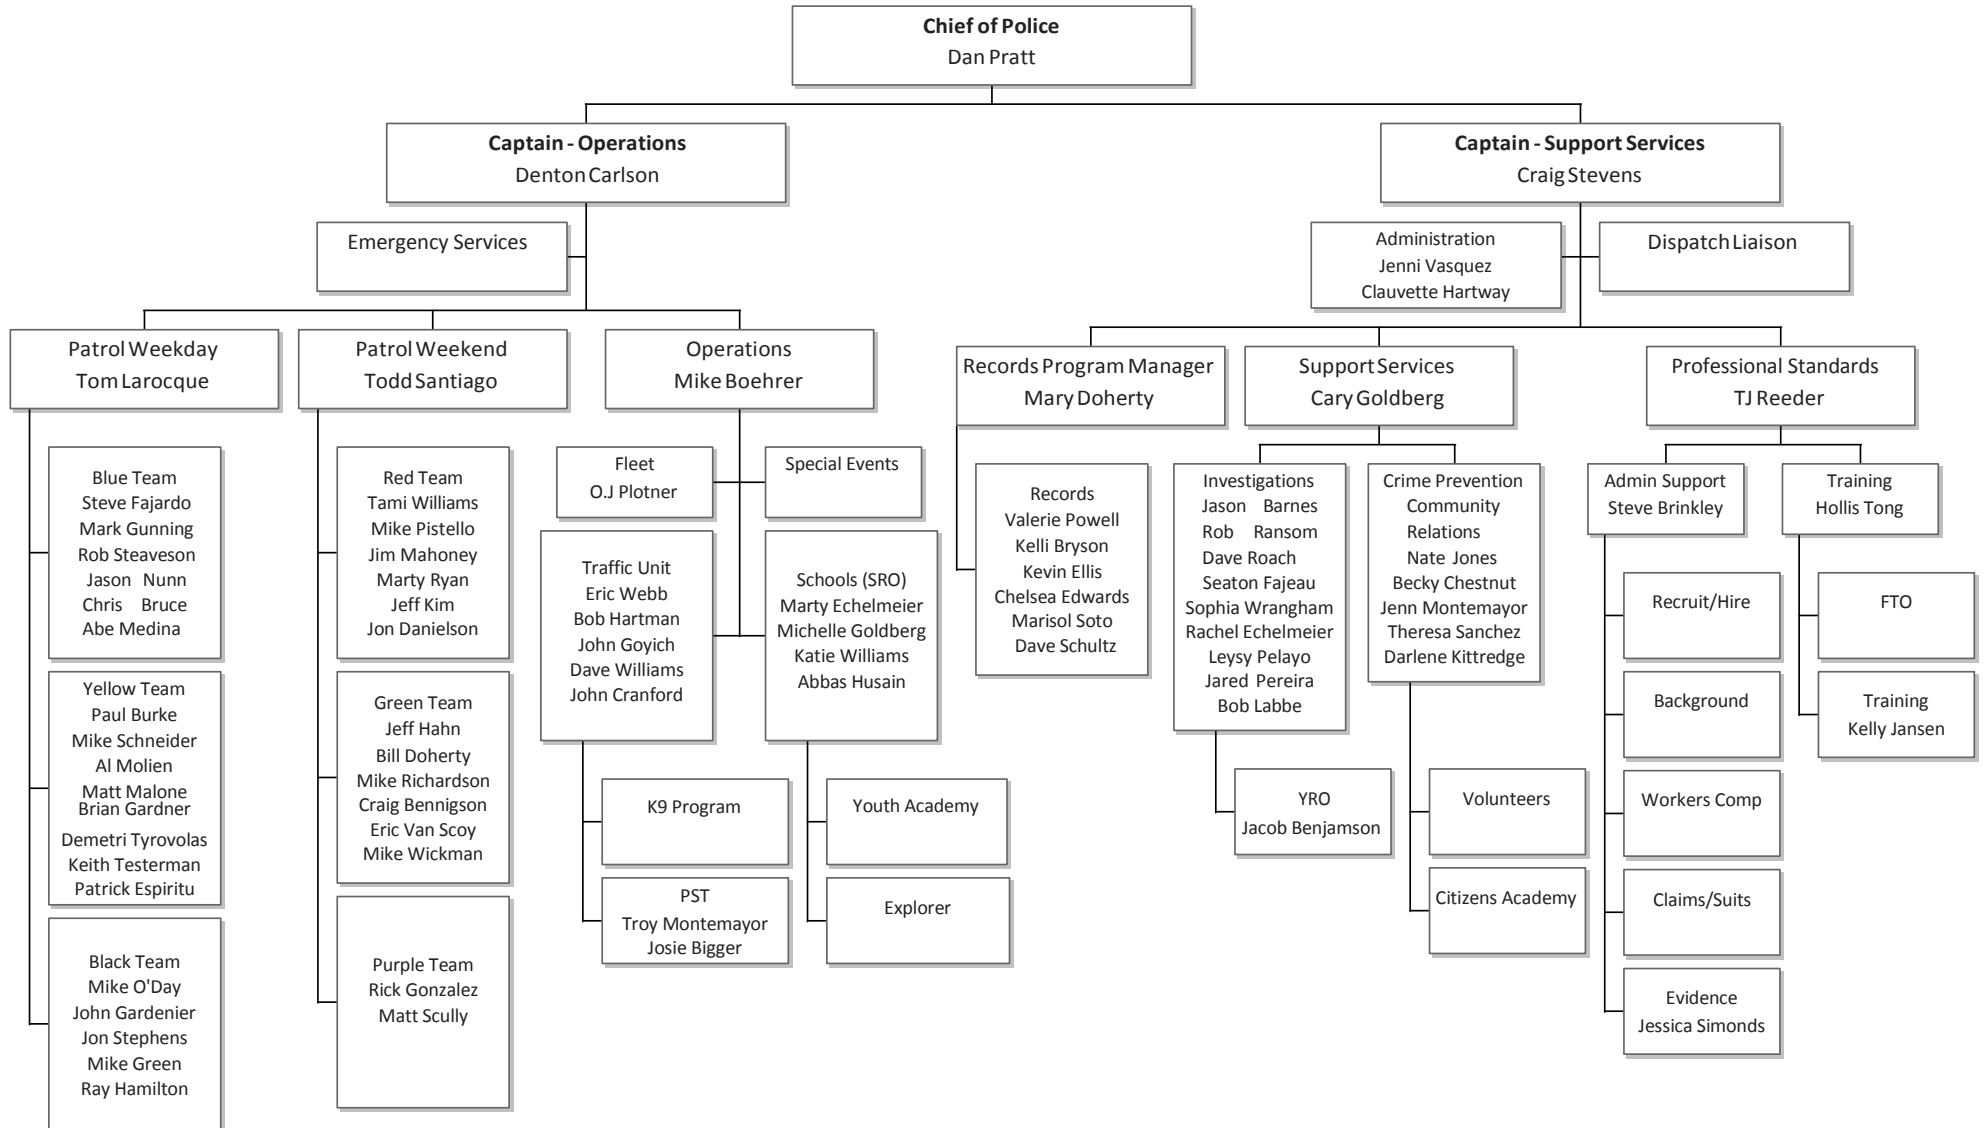 Chief of Police
Dan Pratt
Captain - Operations
Denton Carlson
Captain - Support Services
Craig Stevens
Emergency Services
Administration
Jenni Vasquez
Clauvette Hartway
Dispatch Liaison
Patrol Weekday
Tom Larocque
Patrol Weekend
Todd Santiago
Operations
Mike Boehrer
Records Program Manager
Mary Doherty
Support Services
Cary Goldberg
Professional Standards
TJ Reeder
Blue Team
Steve Fajardo
Mark Gunning
Rob Steaveson
Jason Nunn
Chris Bruce
Abe Medina
Yellow Team
Paul Burke
Mike Schneider
Al Molien
Matt Malone
Brian Gardner
Demetri Tyrovolas
Keith Testerman
Patrick Espiritu
Black Team
Mike O'Day
John Gardenier
Jon Stephens
Mike Green
Ray Hamilton
Red Team
Tami Williams
Mike Pistello
Jim Mahoney
Marty Ryan
Jeff Kim
Jon Danielson
Green Team
Jeff Hahn
Bill Doherty
Mike Richardson
Craig Bennigson
Eric Van Scoy
Mike Wickman
Purple Team
Rick Gonzalez
Matt Scully
Fleet
O.J Plotner
Special Events
Traffic Unit
Eric Webb
Bob Hartman
John Goyich
Dave Williams
John Cranford
Schools (SRO)
Marty Echelmeier
Michelle Goldberg
Katie Williams
Abbas Husain
K9 Program
PST
Troy Montemayor
Josie Bigger
Youth Academy
Explorer
Records
Valerie Powell
Kelli Bryson
Kevin Ellis
Chelsea Edwards
Marisol Soto
Dave Schultz
Investigations
Jason Barnes
Rob Ransom
Dave Roach
Seaton Fajeau
Sophia Wrangham
Rachel Echelmeier
Leysy Pelayo
Jared Pereira
Bob Labbe
YRO
Jacob Benjamson
Crime Prevention
Community
Relations
Nate Jones
Becky Chestnut
Jenn Montemayor
Theresa Sanchez
Darlene Kittredge
Volunteers
Citizens Academy
Admin Support
Steve Brinkley
Recruit/Hire
Background
Workers Comp
Claims/Suits
Evidence
Jessica Simonds
Training
Hollis Tong
FTO
Training
Kelly Jansen